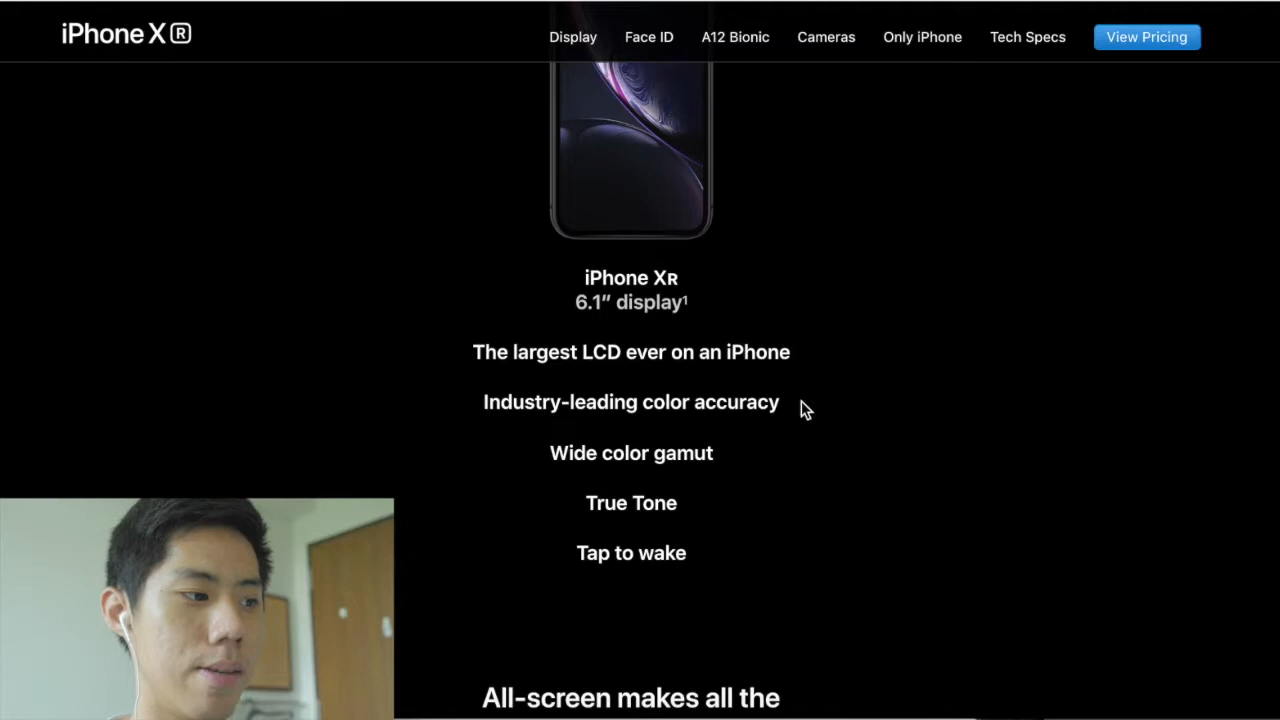 iPhone XR
Display Face ID A12 Bionic Cameras Only iPhone Tech Specs View Pricing
iPhone XR
6.1″ display¹
The largest LCD ever on an iPhone
Industry-leading color accuracy
Wide color gamut
True Tone
Tap to wake
All-screen makes all the